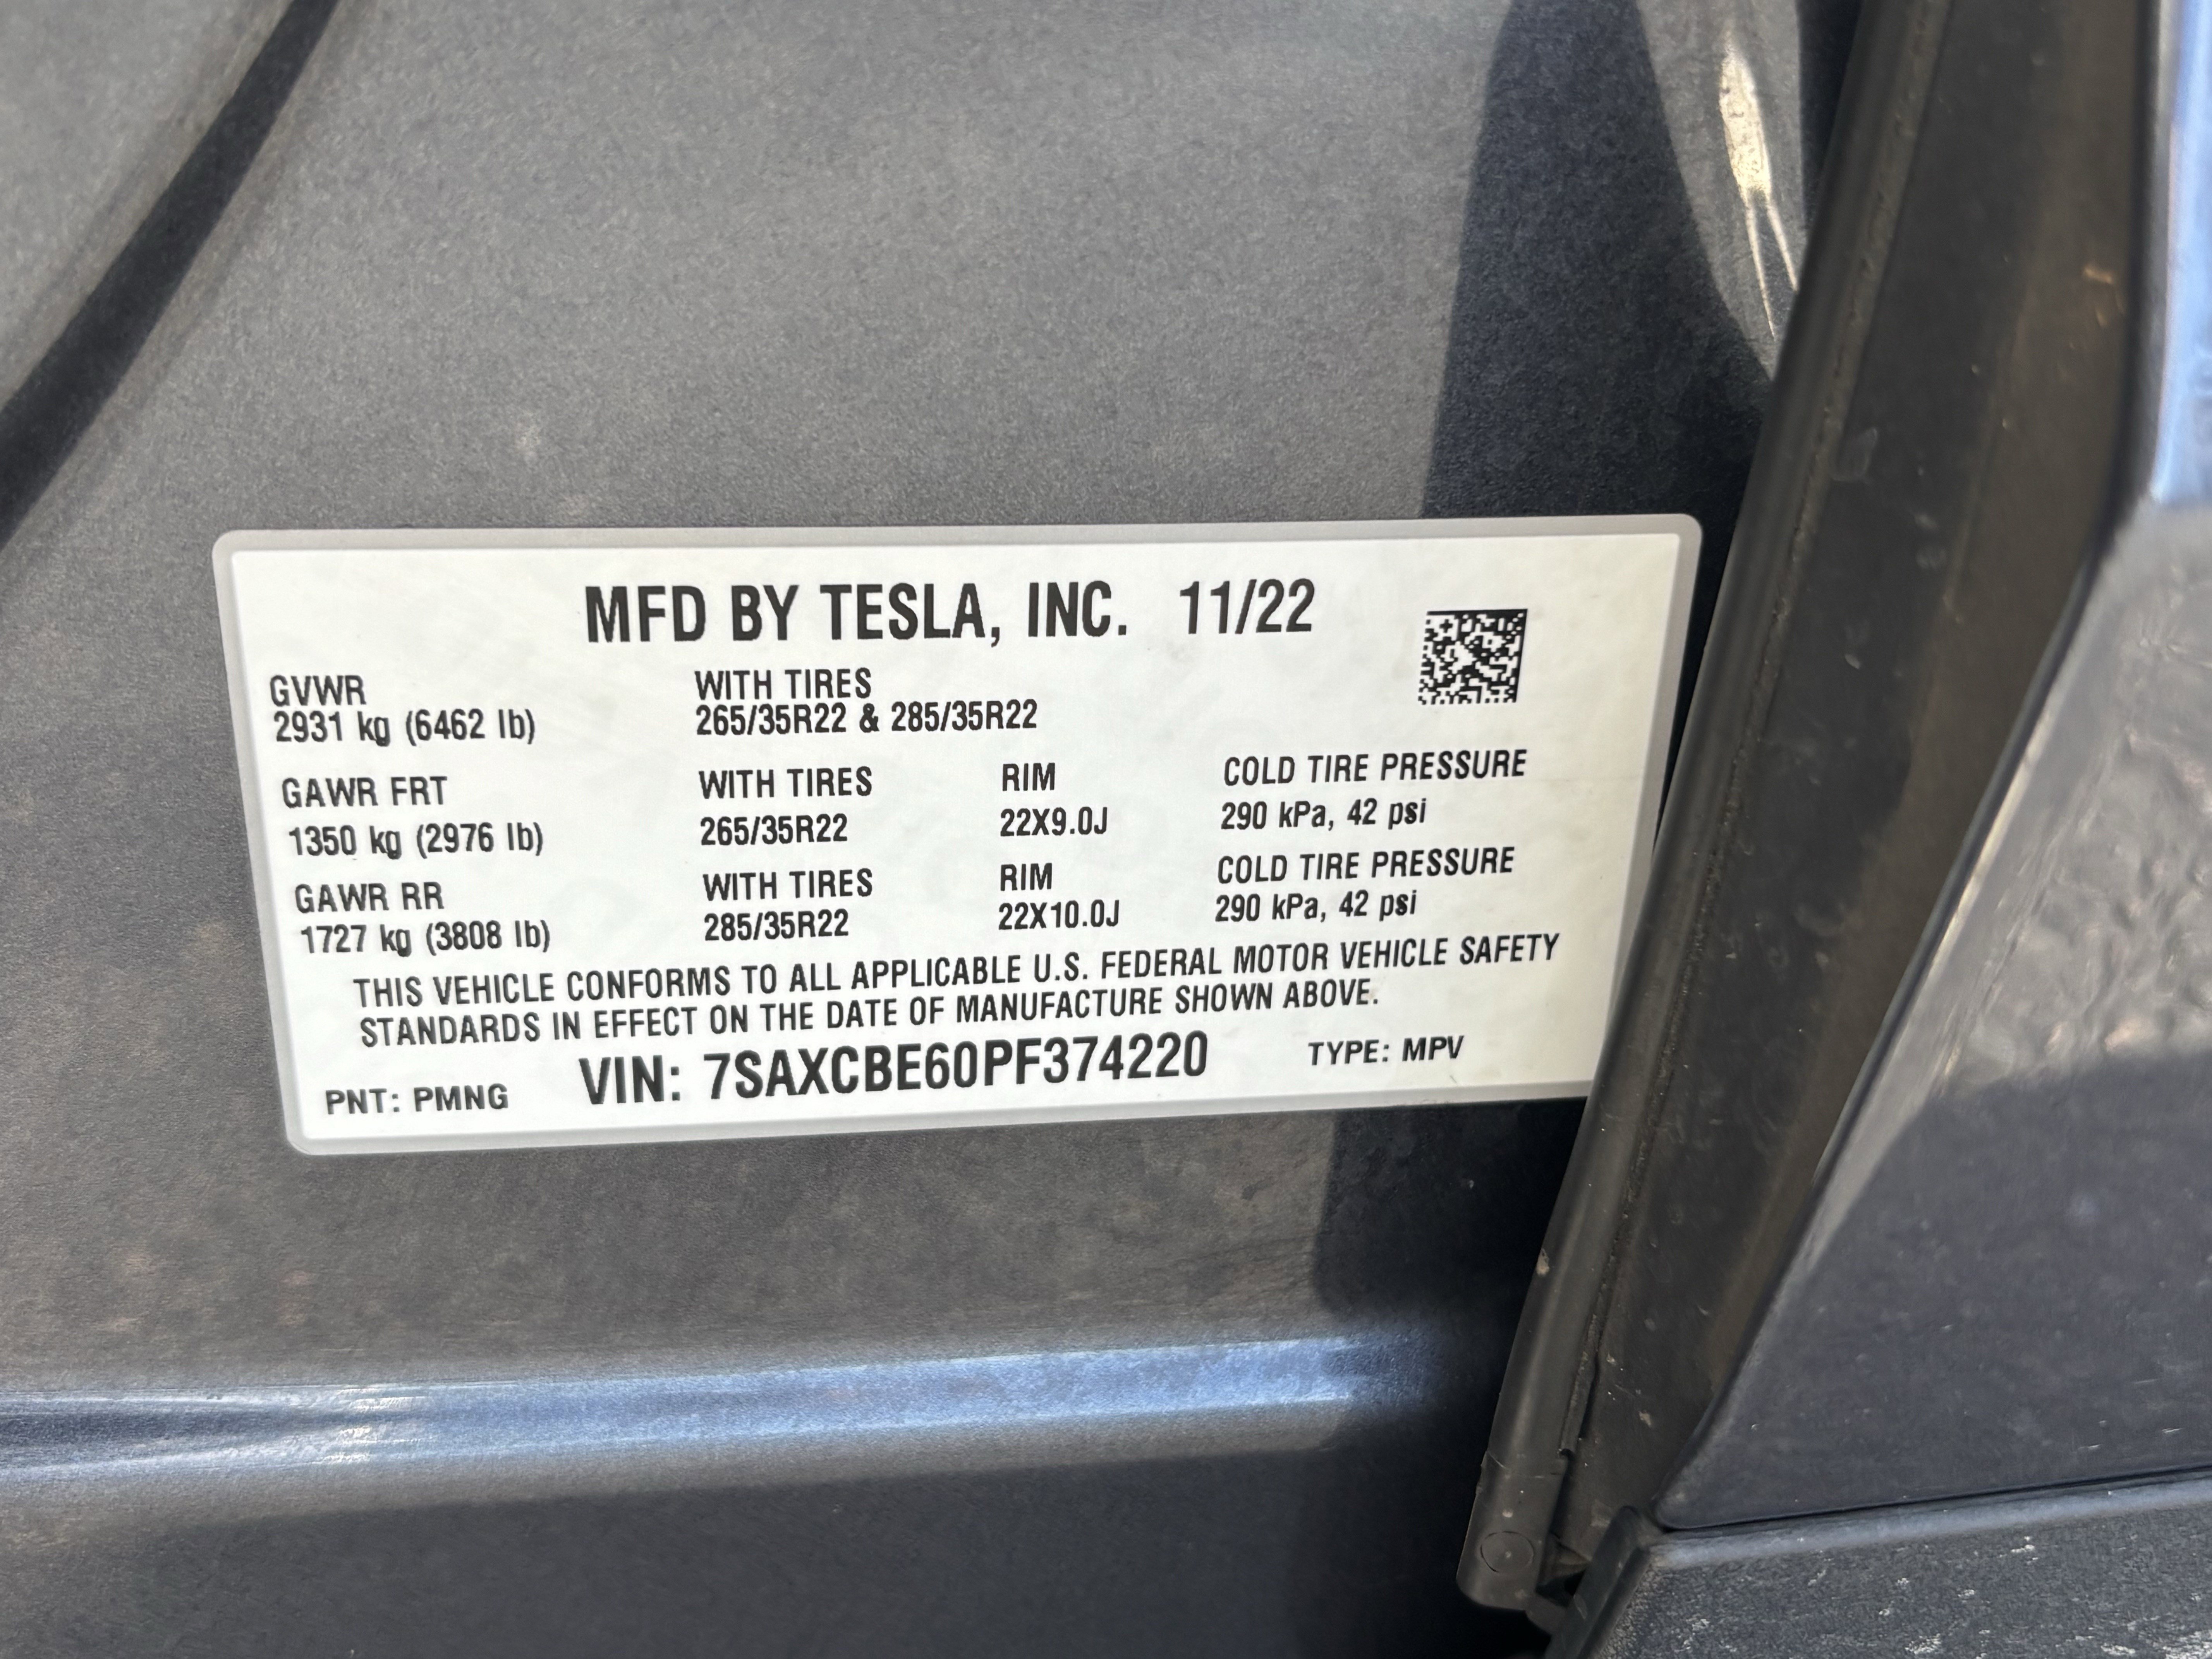 MFD BY TESLA, INC. 11/22
GVWR
2931 kg (6462 lb)
WITH TIRES
265/35R22 & 285/35R22
GAWR FRT
1350 kg (2976 lb)
WITH TIRES
265/35R22
RIM
22X9.0J
COLD TIRE PRESSURE
290 kPa, 42 psi
GAWR RR
1727 kg (3808 lb)
WITH TIRES
285/35R22
RIM
22X10.0J
COLD TIRE PRESSURE
290 kPa, 42 psi
THIS VEHICLE CONFORMS TO ALL APPLICABLE U.S. FEDERAL MOTOR VEHICLE SAFETY
STANDARDS IN EFFECT ON THE DATE OF MANUFACTURE SHOWN ABOVE.
PNT: PMNG VIN: 7SAXCBE60PF374220 TYPE: MPV